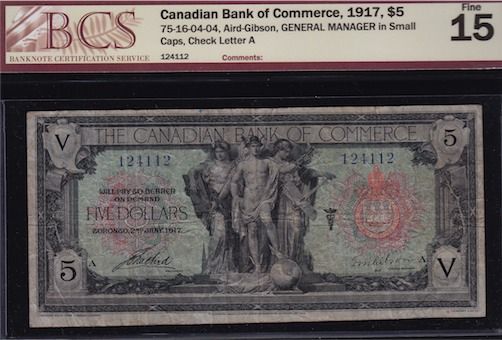 BCS
BANKNOTE CERTIFICATION SERVICE
Canadian Bank of Commerce, 1917, $5
75-16-04-04, Aird-Gibson, GENERAL MANAGER in Small
Caps, Check Letter A
124112 Comments:
Fine
15
THE CANADIAN BANK OF COMMERCE
V 5
124112 124112
WILL PAY TO BEARER
ON DEMAND
FIVE DOLLARS
TORONTO, 2ND JANY. 1917.
5 A A V